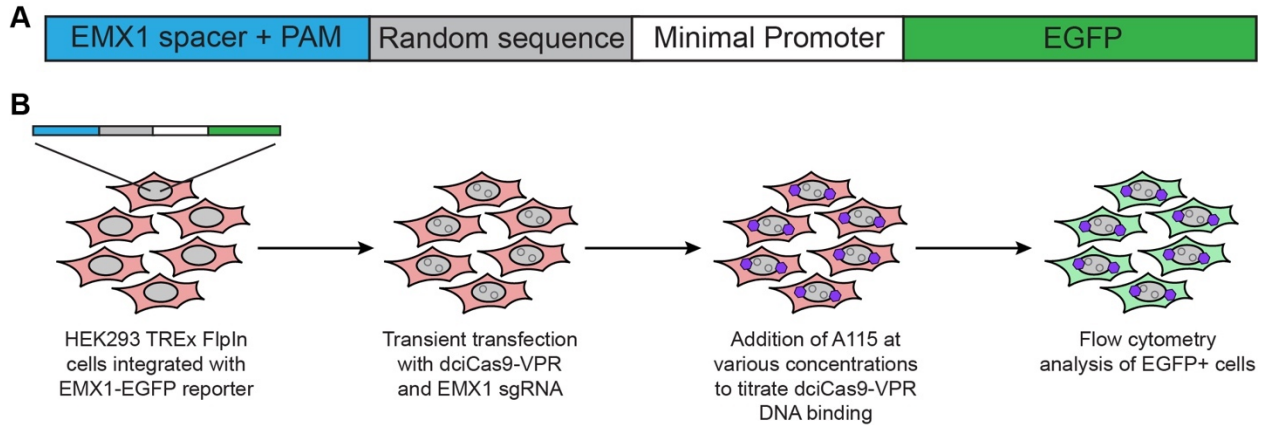 A
EMX1 spacer + PAM Random sequence Minimal Promoter EGFP
B
HEK293 TREx FlpIn
cells integrated with
EMX1-EGFP reporter
Transient transfection
with dciCas9-VPR
and EMX1 sgRNA
Addition of A115 at
various concentrations
to titrate dciCas9-VPR
DNA binding
Flow cytometry
analysis of EGFP+ cells